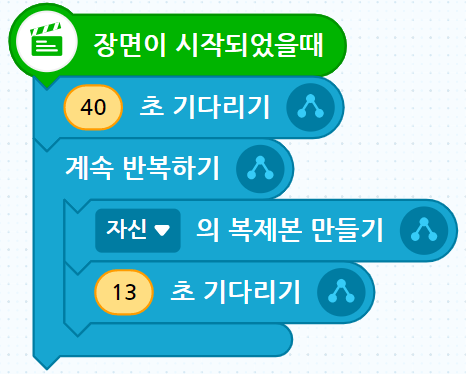 장면이 시작되었을때
40 초 기다리기
계속 반복하기
자신 의 복제본 만들기
13 초 기다리기